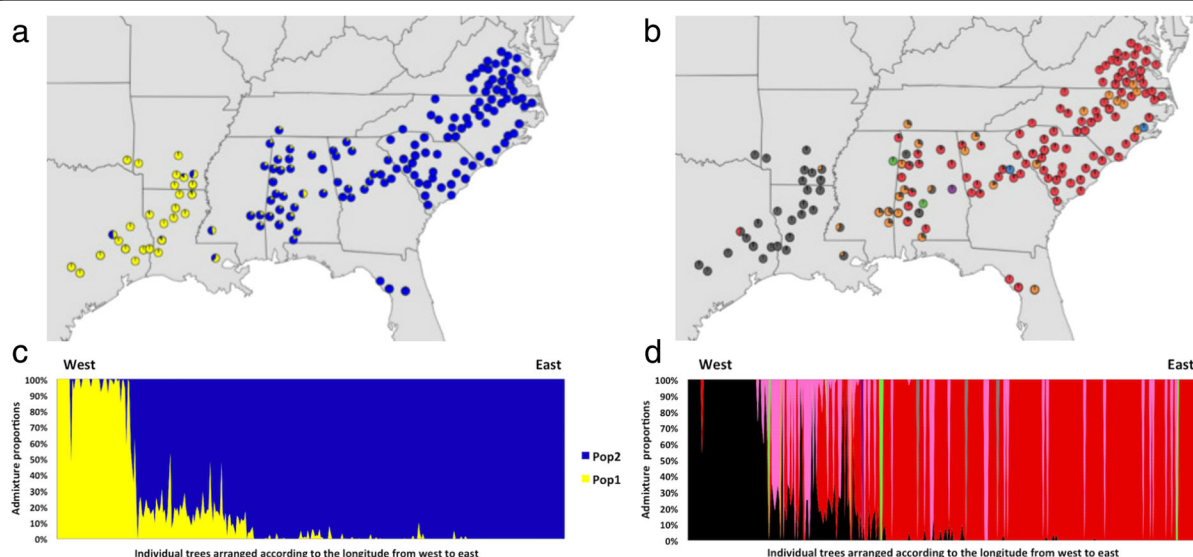 a
b
c
West
East
100%
90%
80%
70%
60%
50%
40%
30%
20%
10%
0%
Admixture proportions
Pop2
Pop1
Individual trees arranged according to the longitude from west to east
d
West
East
100%
90%
80%
70%
60%
50%
40%
30%
20%
10%
0%
Admixture proportions
Individual trees arranged according to the longitude from west to east